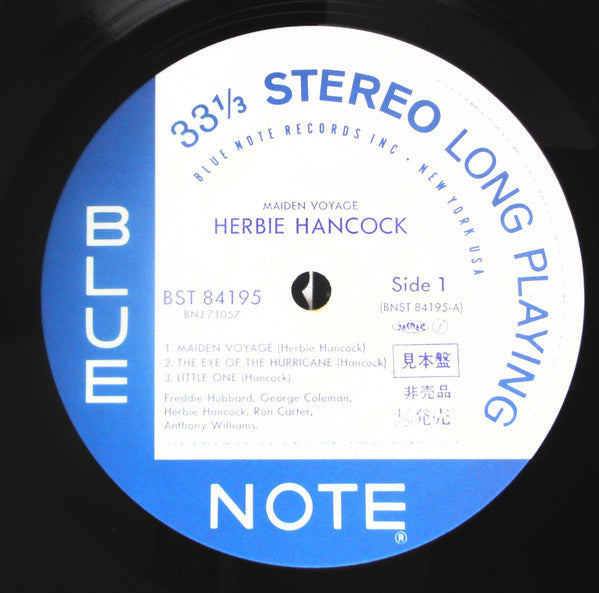 33⅓ STEREO LONG PLAYING
BLUE NOTE RECORDS INC • NEW YORK USA
MAIDEN VOYAGE
HERBIE HANCOCK
BST 84195
BNJ 71057
Side 1
(BNST 84195-A)
JASRAC
1. MAIDEN VOYAGE (Herbie Hancock)
2. THE EYE OF THE HURRICANE (Hancock)
3. LITTLE ONE (Hancock)
Freddie Hubbard, George Coleman,
Herbie Hancock, Ron Carter,
Anthony Williams.
見本盤
非売品
発売
BLUE
NOTE®